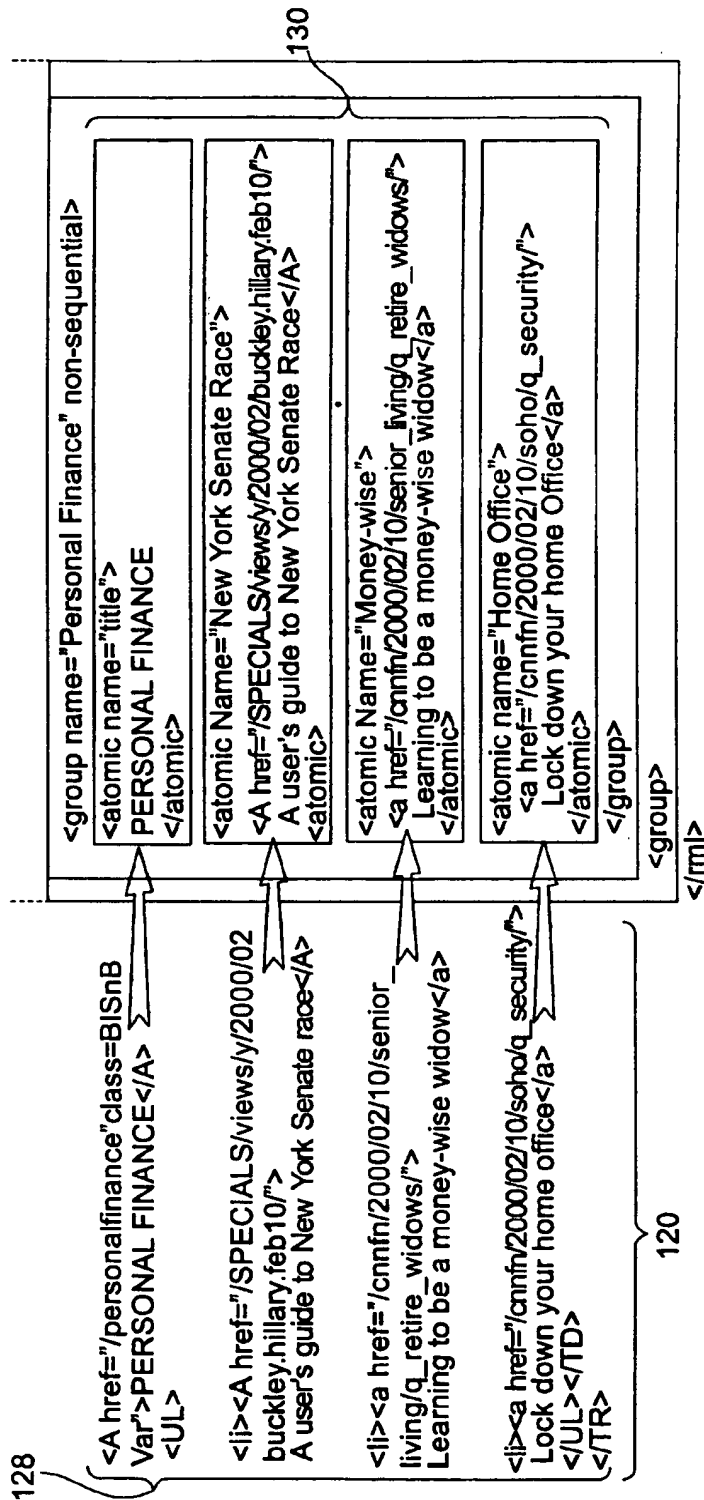 128
<A href="/personalfinance"class=BISnB
Var">PERSONAL FINANCE</A>
<UL>
<li><A href="/SPECIALS/views/y/2000/02
buckley.hillary.feb10/">
A user's guide to New York Senate race</A>
<li><a href="/cnnfn/2000/02/10/senior_
living/q_retire_widows/">
Learning to be a money-wise widow</a>
<li><a href="/cnnfn/2000/02/10/soho/q_security/">
Lock down your home office</a>
</UL></TD>
</TR>
120
<group name="Personal Finance" non-sequential>
<atomic name="title">
PERSONAL FINANCE
</atomic>
<atomic Name="New York Senate Race">
<A href="/SPECIALS/views/y/2000/02/buckley.hillary.feb10/">
A user's guide to New York Senate Race</A>
<atomic>
<atomic Name="Money-wise">
<a href="/cnnfn/2000/02/10/senior_living/q_retire_widows/">
Learning to be a money-wise widow</a>
</atomic>
<atomic name="Home Office">
<a href="/cnnfn/2000/02/10/soho/q_security/">
Lock down your home Office</a>
</atomic>
</group>
<group>
</rml>
130